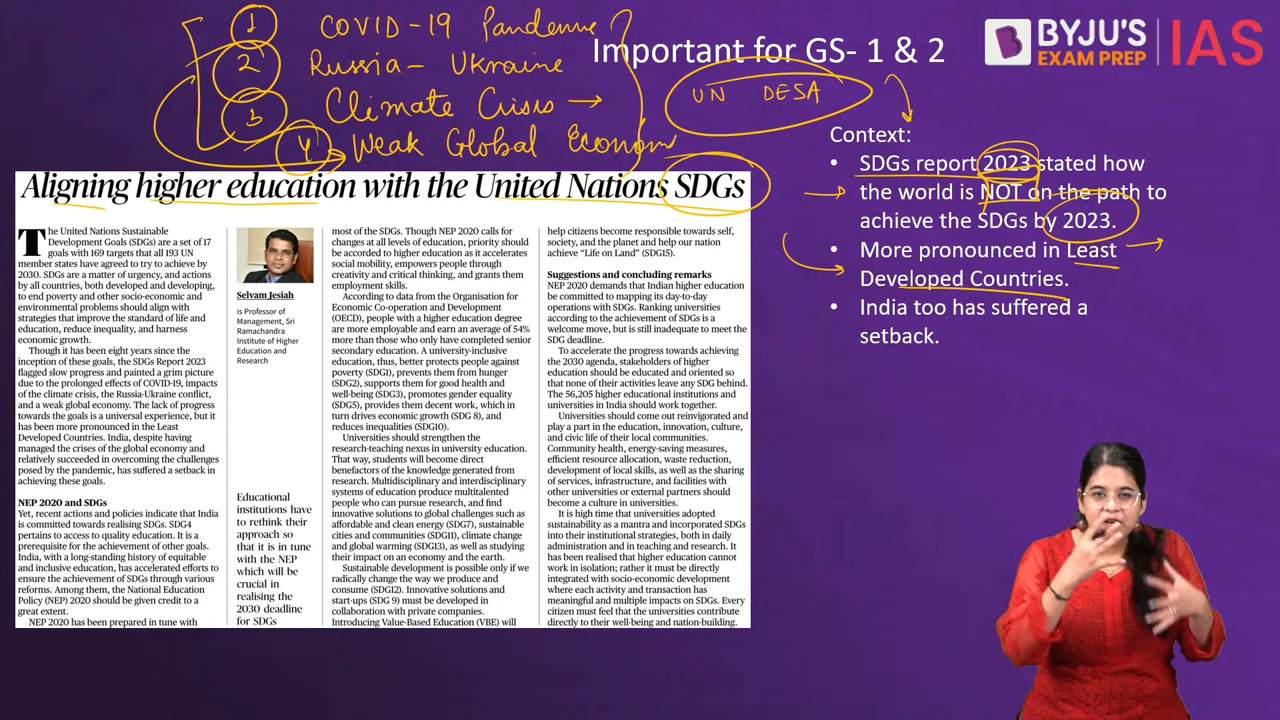 1 COVID-19 Pandemic
2 Russia- Ukraine
3 Climate Crisis →
4 Weak Global Economy
Important for GS- 1 & 2
BYJU'S
EXAM PREP
IAS
UN DESA
Context:
• SDGs report 2023 stated how
the world is NOT on the path to
achieve the SDGs by 2023.
• More pronounced in Least
Developed Countries.
• India too has suffered a
setback.
Aligning higher education with the United Nations SDGs
The United Nations Sustainable
Development Goals (SDGs) are a set of 17
goals with 169 targets that all 193 UN
member states have agreed to try to achieve by
2030. SDGs are a matter of urgency, and actions
by all countries, both developed and developing,
to end poverty and other socio-economic and
environmental problems should align with
strategies that improve the standard of life and
education, reduce inequality, and harness
economic growth.
Though it has been eight years since the
inception of these goals, the SDGs Report 2023
flagged slow progress and painted a grim picture
due to the prolonged effects of COVID-19, impacts
of the climate crisis, the Russia-Ukraine conflict,
and a weak global economy. The lack of progress
towards the goals is a universal experience, but it
has been more pronounced in the Least
Developed Countries. India, despite having
managed the crises of the global economy and
relatively succeeded in overcoming the challenges
posed by the pandemic, has suffered a setback in
achieving these goals.
NEP 2020 and SDGs
Yet, recent actions and policies indicate that India
is committed towards realising SDGs. SDG4
pertains to access to quality education. It is a
prerequisite for the achievement of other goals.
India, with a long-standing history of equitable
and inclusive education, has accelerated efforts to
ensure the achievement of SDGs through various
reforms. Among them, the National Education
Policy (NEP) 2020 should be given credit to a
great extent.
NEP 2020 has been prepared in tune with
Selvam Jesiah
is Professor of
Management, Sri
Ramachandra
Institute of Higher
Education and
Research
Educational
institutions have
to rethink their
approach so
that it is in tune
with the NEP
which will be
crucial in
realising the
2030 deadline
for SDGs
most of the SDGs. Though NEP 2020 calls for
changes at all levels of education, priority should
be accorded to higher education as it accelerates
social mobility, empowers people through
creativity and critical thinking, and grants them
employment skills.
According to data from the Organisation for
Economic Co-operation and Development
(OECD), people with a higher education degree
are more employable and earn an average of 54%
more than those who only have completed senior
secondary education. A university-inclusive
education, thus, better protects people against
poverty (SDG1), prevents them from hunger
(SDG2), supports them for good health and
well-being (SDG3), promotes gender equality
(SDG5), provides them decent work, which in
turn drives economic growth (SDG 8), and
reduces inequalities (SDG10).
Universities should strengthen the
research-teaching nexus in university education.
That way, students will become direct
benefactors of the knowledge generated from
research. Multidisciplinary and interdisciplinary
systems of education produce multitalented
people who can pursue research, and find
innovative solutions to global challenges such as
affordable and clean energy (SDG7), sustainable
cities and communities (SDG11), climate change
and global warming (SDG13), as well as studying
their impact on an economy and the earth.
Sustainable development is possible only if we
radically change the way we produce and
consume (SDG12). Innovative solutions and
start-ups (SDG 9) must be developed in
collaboration with private companies.
Introducing Value-Based Education (VBE) will
help citizens become responsible towards self,
society, and the planet and help our nation
achieve “Life on Land” (SDG15).
Suggestions and concluding remarks
NEP 2020 demands that Indian higher education
be committed to mapping its day-to-day
operations with SDGs. Ranking universities
according to the achievement of SDGs is a
welcome move, but is still inadequate to meet the
SDG deadline.
To accelerate the progress towards achieving
the 2030 agenda, stakeholders of higher
education should be educated and oriented so
that none of their activities leave any SDG behind.
The 56,205 higher educational institutions and
universities in India should work together.
Universities should come out reinvigorated and
play a part in the education, innovation, culture,
and civic life of their local communities.
Community health, energy-saving measures,
efficient resource allocation, waste reduction,
development of local skills, as well as the sharing
of services, infrastructure, and facilities with
other universities or external partners should
become a culture in universities.
It is high time that universities adopted
sustainability as a mantra and incorporated SDGs
into their institutional strategies, both in daily
administration and in teaching and research. It
has been realised that higher education cannot
work in isolation; rather it must be directly
integrated with socio-economic development
where each activity and transaction has
meaningful and multiple impacts on SDGs. Every
citizen must feel that the universities contribute
directly to their well-being and nation-building.